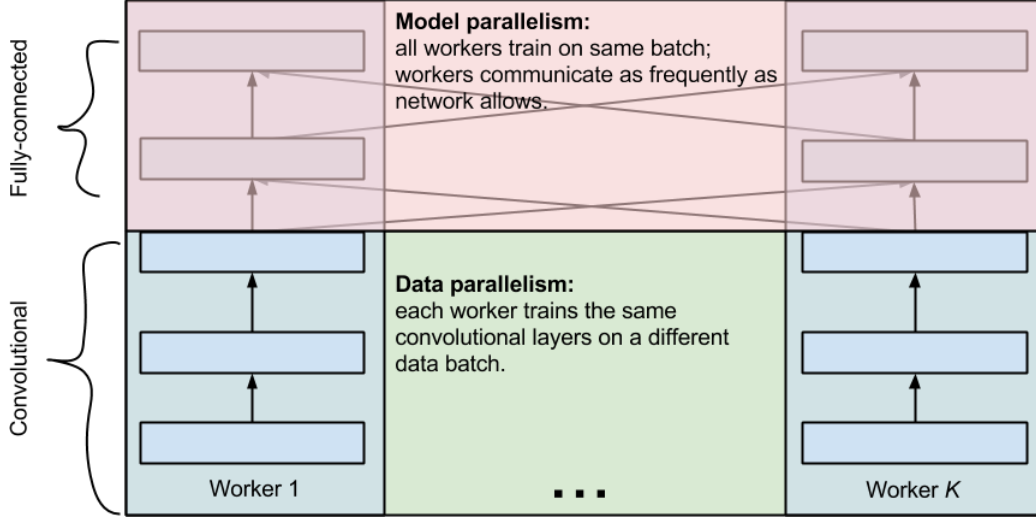 Fully-connected
Model parallelism:
all workers train on same batch;
workers communicate as frequently as
network allows.
Convolutional
Data parallelism:
each worker trains the same
convolutional layers on a different
data batch.
Worker 1
...
Worker K